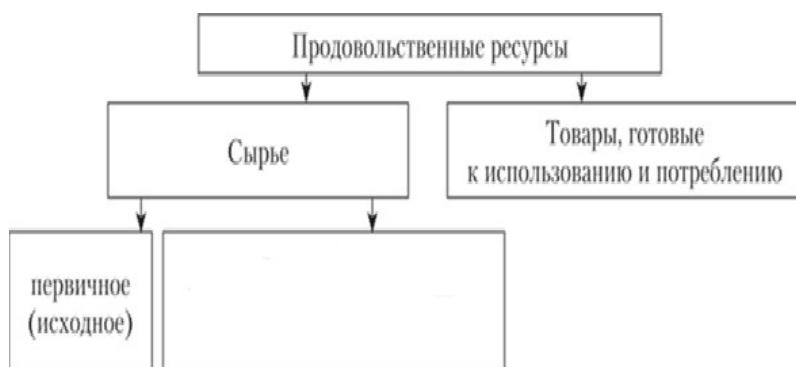 Продовольственные ресурсы
Сырье
Товары, готовые
к использованию и потреблению
первичное
(исходное)